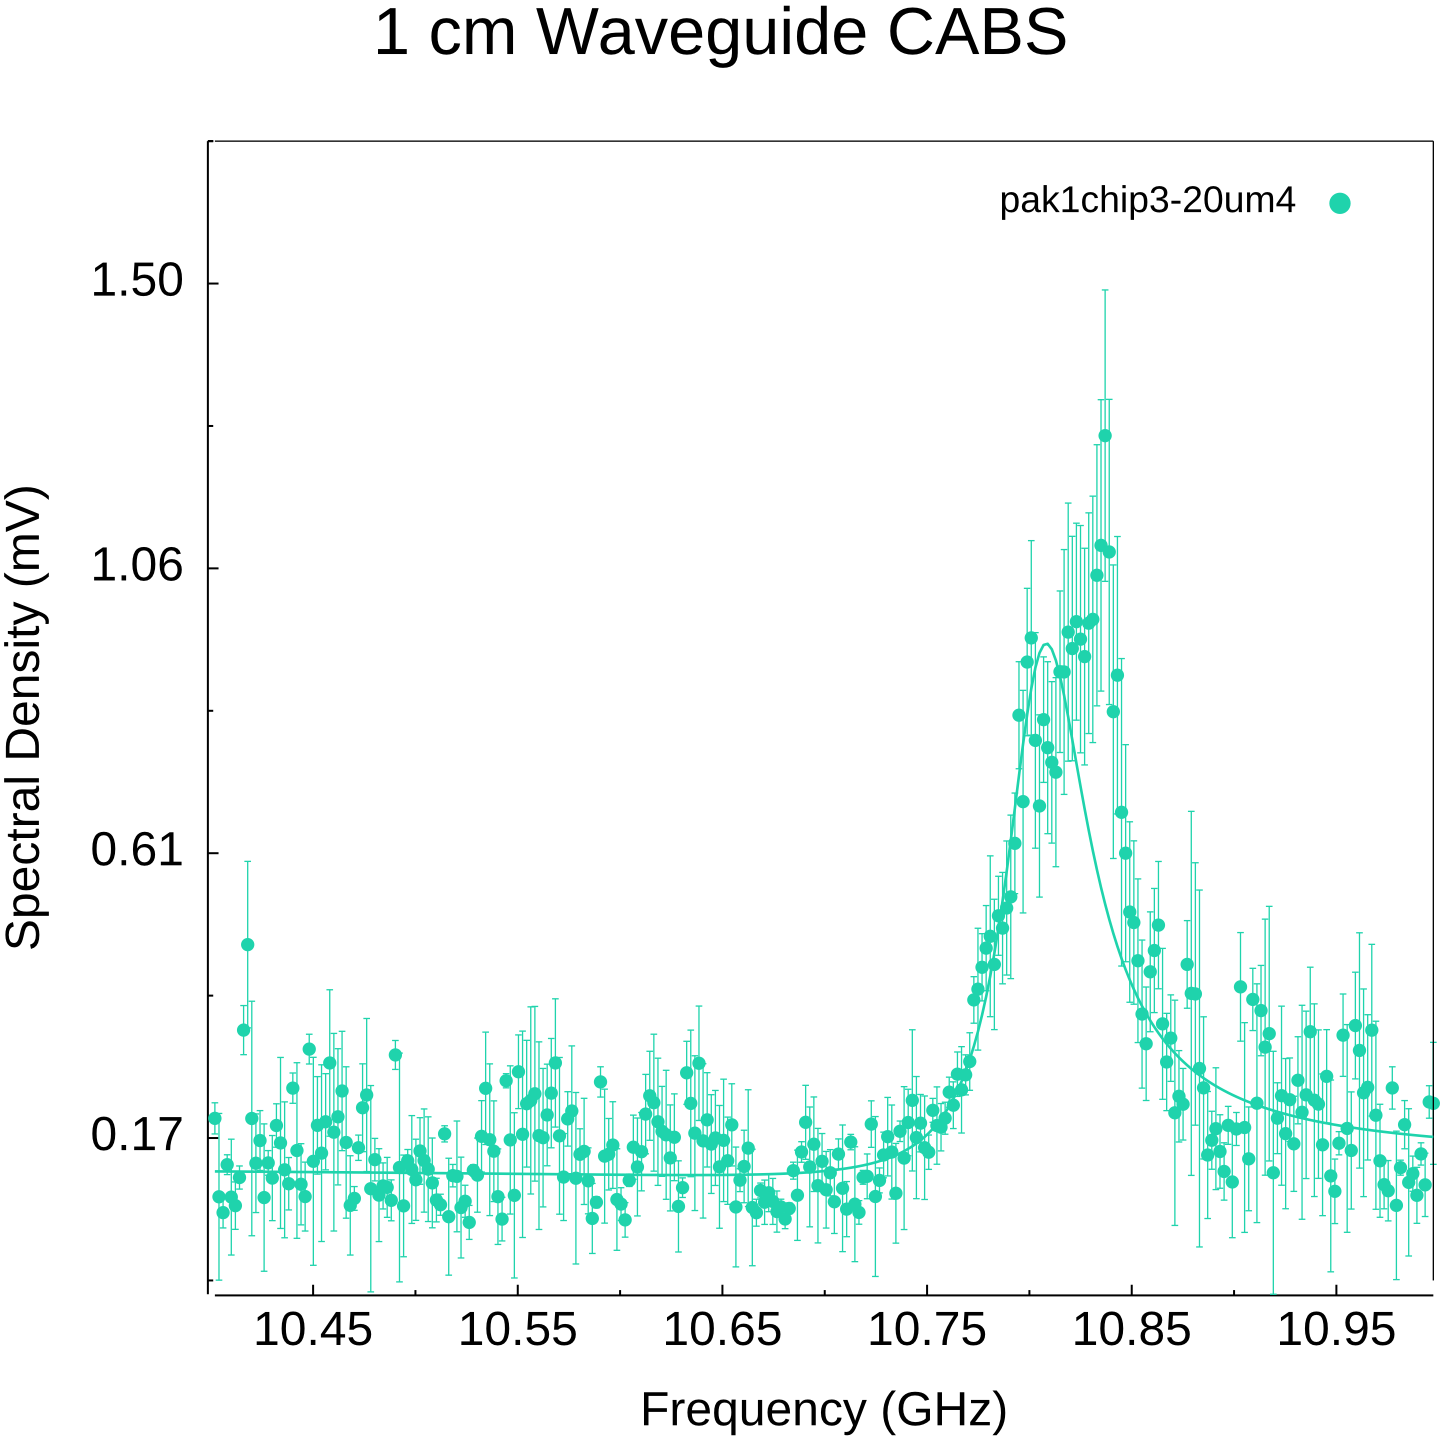 1 cm Waveguide CABS
pak1chip3-20um4
1.50
1.06
0.61
0.17
Spectral Density (mV)
10.45 10.55 10.65 10.75 10.85 10.95
Frequency (GHz)